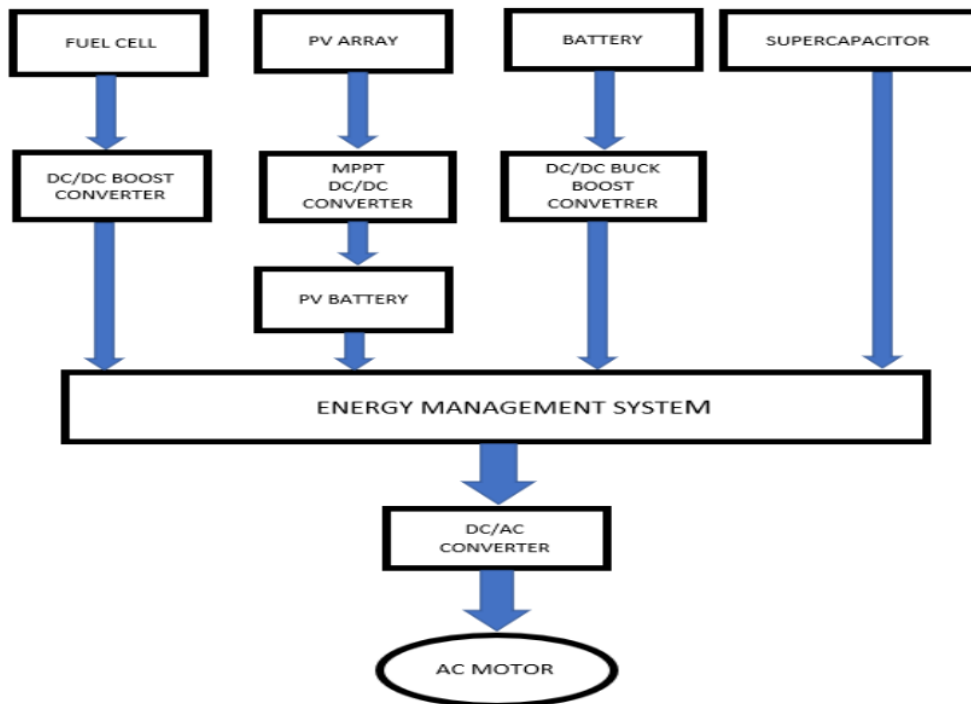 FUEL CELL
PV ARRAY
BATTERY
SUPERCAPACITOR
DC/DC BOOST
CONVERTER
MPPT
DC/DC
CONVERTER
DC/DC BUCK
BOOST
CONVETRER
PV BATTERY
ENERGY MANAGEMENT SYSTEM
DC/AC
CONVERTER
AC MOTOR